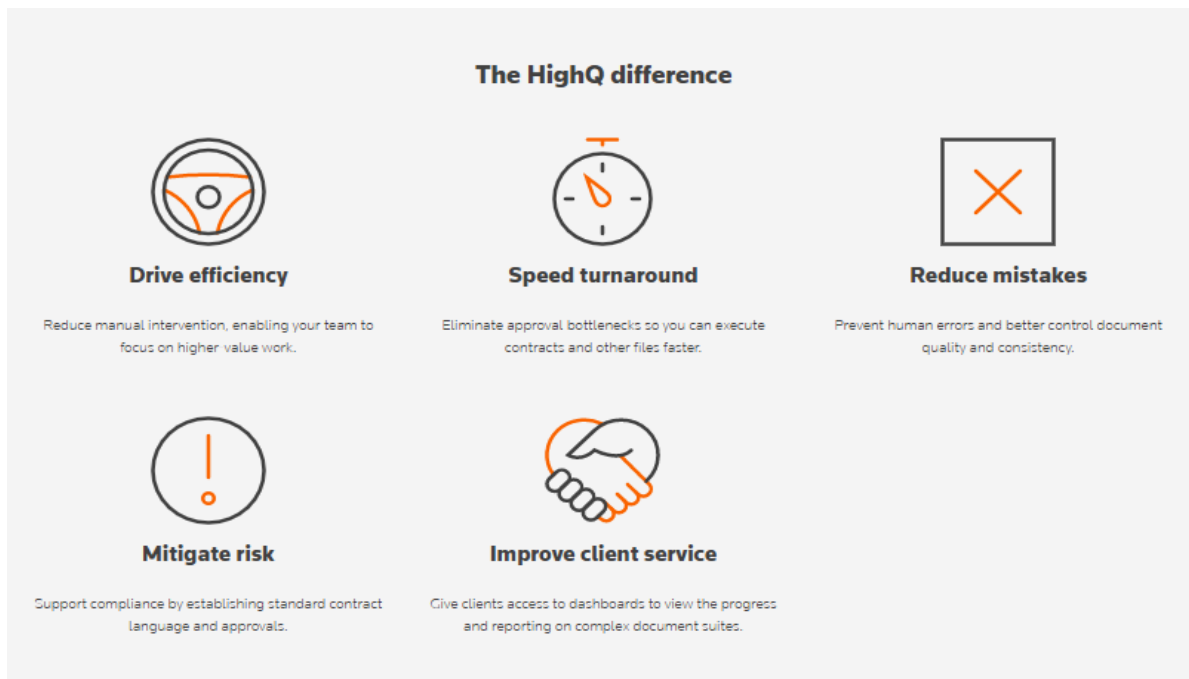 The HighQ difference
Drive efficiency
Reduce manual intervention, enabling your team to
focus on higher value work.
Speed turnaround
Eliminate approval bottlenecks so you can execute
contracts and other files faster.
Reduce mistakes
Prevent human errors and better control document
quality and consistency.
Mitigate risk
Support compliance by establishing standard contract
language and approvals.
Improve client service
Give clients access to dashboards to view the progress
and reporting on complex document suites.